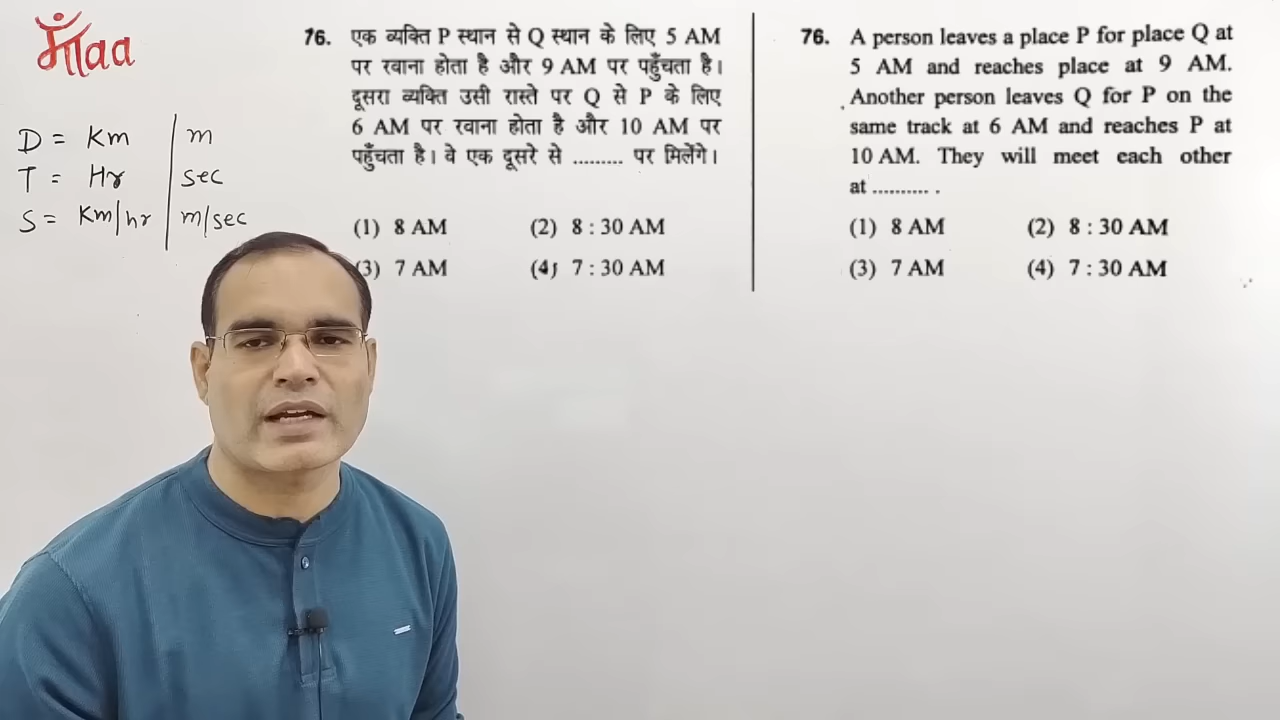 माँaa
D = Km | m
T = Hr | sec
S = Km/hr | m/sec
76. एक व्यक्ति P स्थान से Q स्थान के लिए 5 AM
पर रवाना होता है और 9 AM पर पहुँचता है।
दूसरा व्यक्ति उसी रास्ते पर Q से P के लिए
6 AM पर रवाना होता है और 10 AM पर
पहुँचता है। वे एक दूसरे से ......... पर मिलेंगे।
(1) 8 AM (2) 8 : 30 AM
(3) 7 AM (4) 7 : 30 AM
76. A person leaves a place P for place Q at
5 AM and reaches place at 9 AM.
Another person leaves Q for P on the
same track at 6 AM and reaches P at
10 AM. They will meet each other
at .......... .
(1) 8 AM (2) 8 : 30 AM
(3) 7 AM (4) 7 : 30 AM